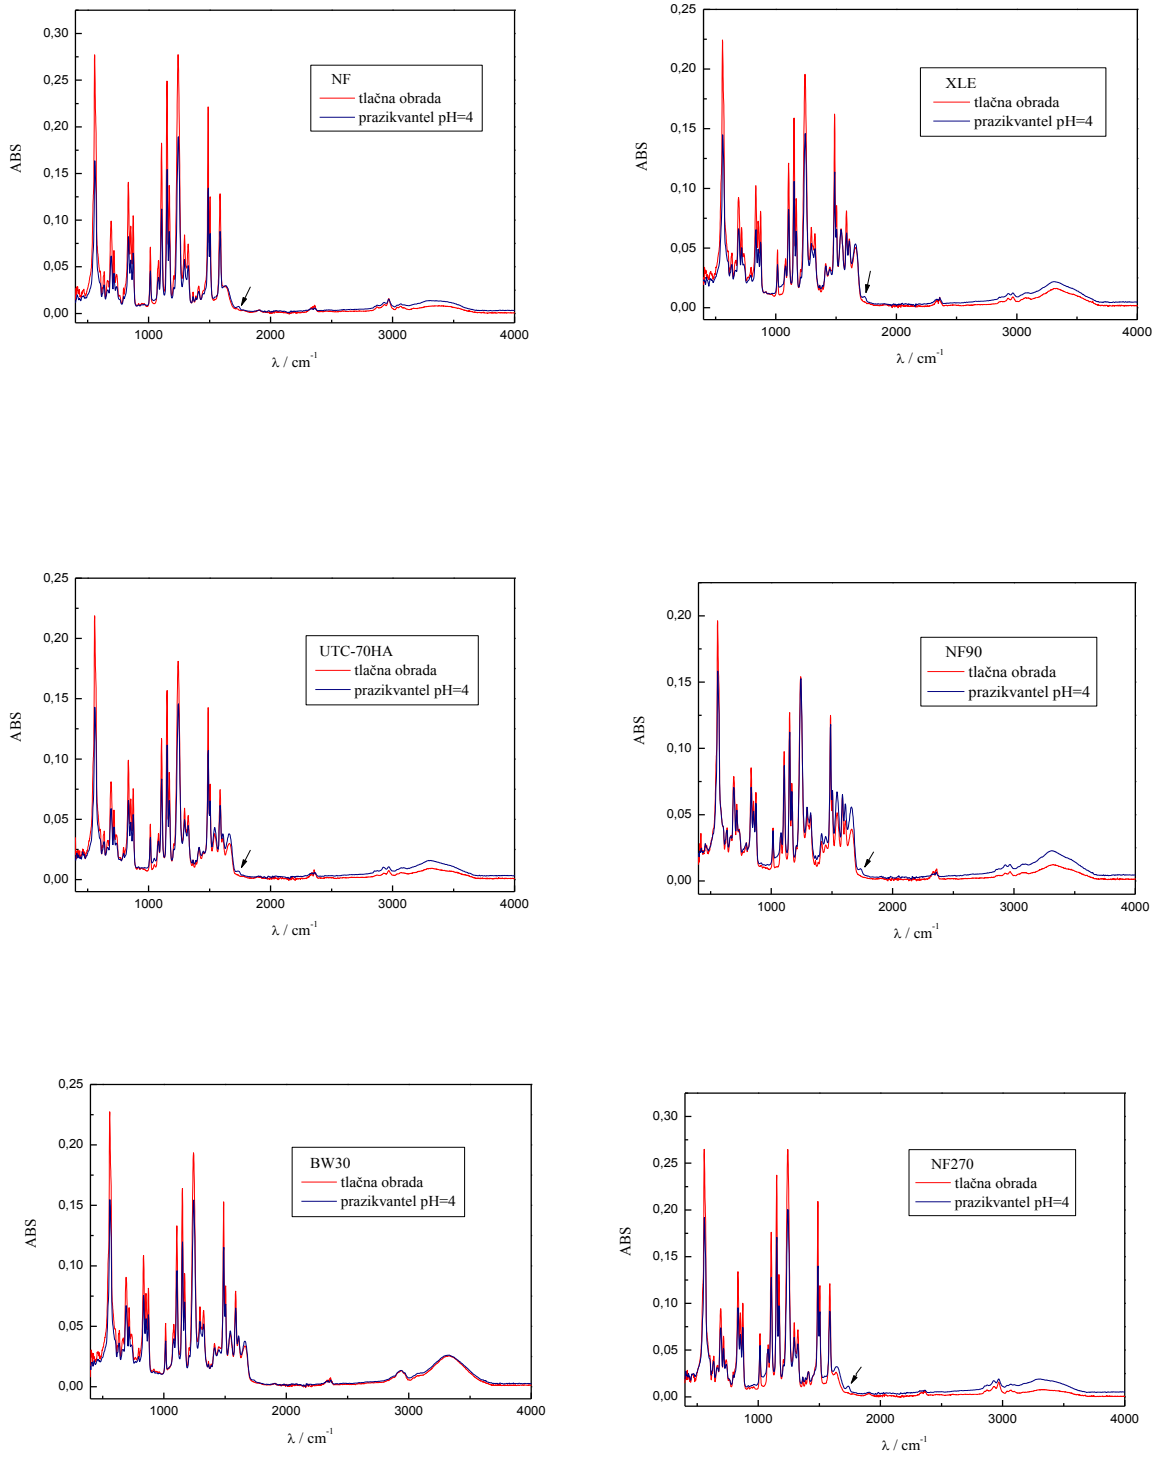 0,30
0,25
0,20
0,15
0,10
0,05
0,00
ABS
NF
tlačna obrada
prazikvantel pH=4
1000 2000 3000 4000
λ / cm-1
0,25
0,20
0,15
0,10
0,05
0,00
ABS
XLE
tlačna obrada
prazikvantel pH=4
1000 2000 3000 4000
λ / cm-1
0,25
0,20
0,15
0,10
0,05
0,00
ABS
UTC-70HA
tlačna obrada
prazikvantel pH=4
1000 2000 3000 4000
λ / cm-1
0,20
0,15
0,10
0,05
0,00
ABS
NF90
tlačna obrada
prazikvantel pH=4
1000 2000 3000 4000
λ / cm-1
0,25
0,20
0,15
0,10
0,05
0,00
ABS
BW30
tlačna obrada
prazikvantel pH=4
1000 2000 3000 4000
λ / cm-1
0,30
0,25
0,20
0,15
0,10
0,05
0,00
ABS
NF270
tlačna obrada
prazikvantel pH=4
1000 2000 3000 4000
λ / cm-1